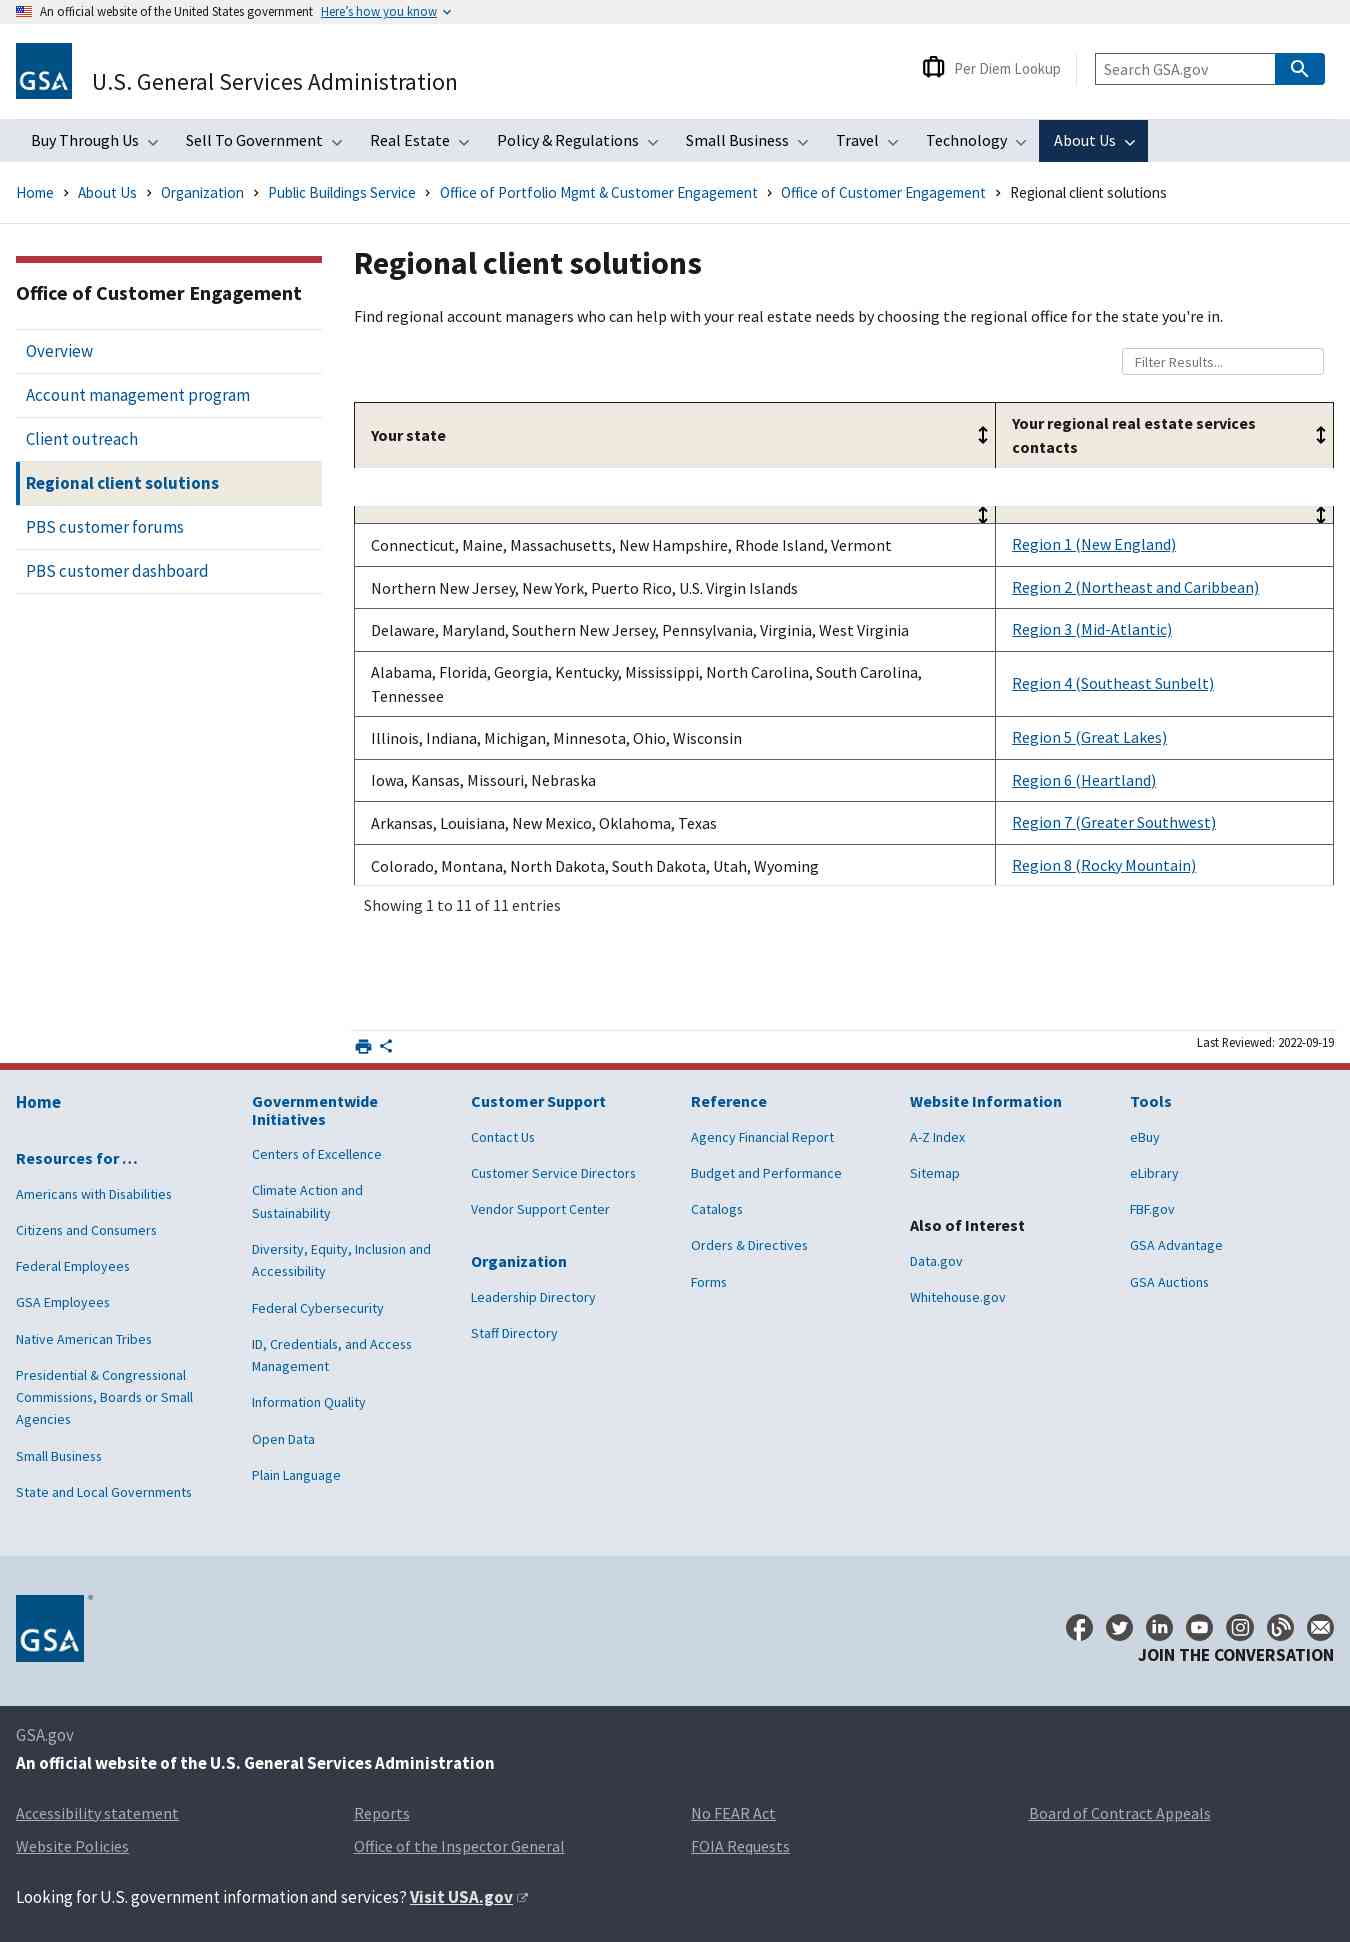 An official website of the United States government Here's how you know
GSA
U.S. General Services Administration
Per Diem Lookup
Search GSA.gov
Buy Through Us Sell To Government Real Estate Policy & Regulations Small Business Travel Technology About Us
Home › About Us › Organization › Public Buildings Service › Office of Portfolio Mgmt & Customer Engagement › Office of Customer Engagement › Regional client solutions
Office of Customer Engagement
Overview
Account management program
Client outreach
Regional client solutions
PBS customer forums
PBS customer dashboard
Regional client solutions
Find regional account managers who can help with your real estate needs by choosing the regional office for the state you're in.
Filter Results...
Your state
Your regional real estate services
contacts
Connecticut, Maine, Massachusetts, New Hampshire, Rhode Island, Vermont
Region 1 (New England)
Northern New Jersey, New York, Puerto Rico, U.S. Virgin Islands
Region 2 (Northeast and Caribbean)
Delaware, Maryland, Southern New Jersey, Pennsylvania, Virginia, West Virginia
Region 3 (Mid-Atlantic)
Alabama, Florida, Georgia, Kentucky, Mississippi, North Carolina, South Carolina,
Tennessee
Region 4 (Southeast Sunbelt)
Illinois, Indiana, Michigan, Minnesota, Ohio, Wisconsin
Region 5 (Great Lakes)
Iowa, Kansas, Missouri, Nebraska
Region 6 (Heartland)
Arkansas, Louisiana, New Mexico, Oklahoma, Texas
Region 7 (Greater Southwest)
Colorado, Montana, North Dakota, South Dakota, Utah, Wyoming
Region 8 (Rocky Mountain)
Showing 1 to 11 of 11 entries
Last Reviewed: 2022-09-19
Home
Resources for …
Americans with Disabilities
Citizens and Consumers
Federal Employees
GSA Employees
Native American Tribes
Presidential & Congressional
Commissions, Boards or Small
Agencies
Small Business
State and Local Governments
Governmentwide
Initiatives
Centers of Excellence
Climate Action and
Sustainability
Diversity, Equity, Inclusion and
Accessibility
Federal Cybersecurity
ID, Credentials, and Access
Management
Information Quality
Open Data
Plain Language
Customer Support
Contact Us
Customer Service Directors
Vendor Support Center
Organization
Leadership Directory
Staff Directory
Reference
Agency Financial Report
Budget and Performance
Catalogs
Orders & Directives
Forms
Website Information
A-Z Index
Sitemap
Also of Interest
Data.gov
Whitehouse.gov
Tools
eBuy
eLibrary
FBF.gov
GSA Advantage
GSA Auctions
GSA
JOIN THE CONVERSATION
GSA.gov
An official website of the U.S. General Services Administration
Accessibility statement
Reports
No FEAR Act
Board of Contract Appeals
Website Policies
Office of the Inspector General
FOIA Requests
Looking for U.S. government information and services? Visit USA.gov